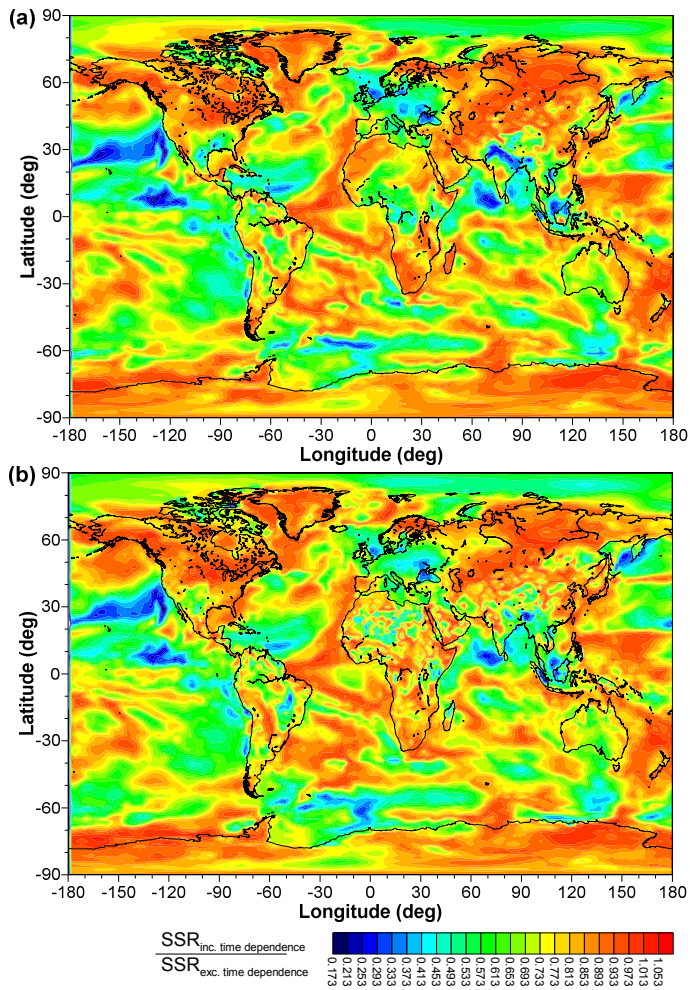 (a)
90
60
30
0
-30
-60
-90
Latitude (deg)
-180 -150 -120 -90 -60 -30 0 30 60 90 120 150 180
Longitude (deg)
(b)
90
60
30
0
-30
-60
-90
Latitude (deg)
-180 -150 -120 -90 -60 -30 0 30 60 90 120 150 180
Longitude (deg)
SSR inc. time dependence
SSR exc. time dependence
0.173 0.213 0.253 0.293 0.333 0.373 0.413 0.453 0.493 0.533 0.573 0.613 0.653 0.693 0.733 0.773 0.813 0.853 0.893 0.933 0.973 1.013 1.053